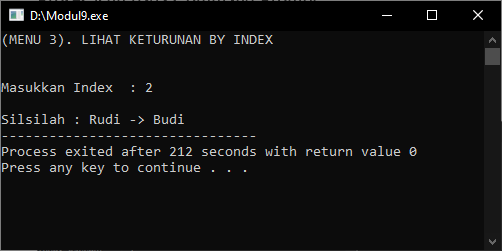 D:\Modul9.exe
(MENU 3). LIHAT KETURUNAN BY INDEX
Masukkan Index  : 2
Silsilah : Rudi -> Budi
--------------------------------
Process exited after 212 seconds with return value 0
Press any key to continue . . .